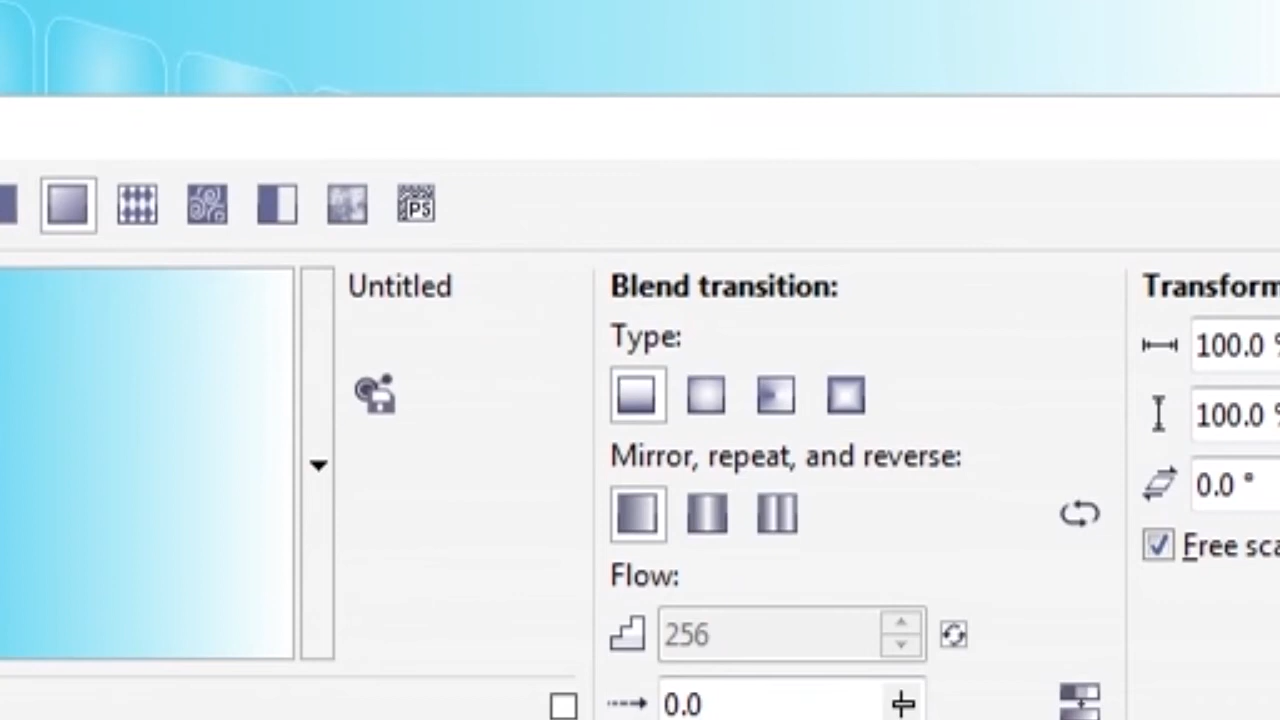 PS
Untitled
Blend transition:
Transform
Type:
100.0 %
100.0 %
Mirror, repeat, and reverse:
0.0 °
Free sca
Flow:
256
0.0